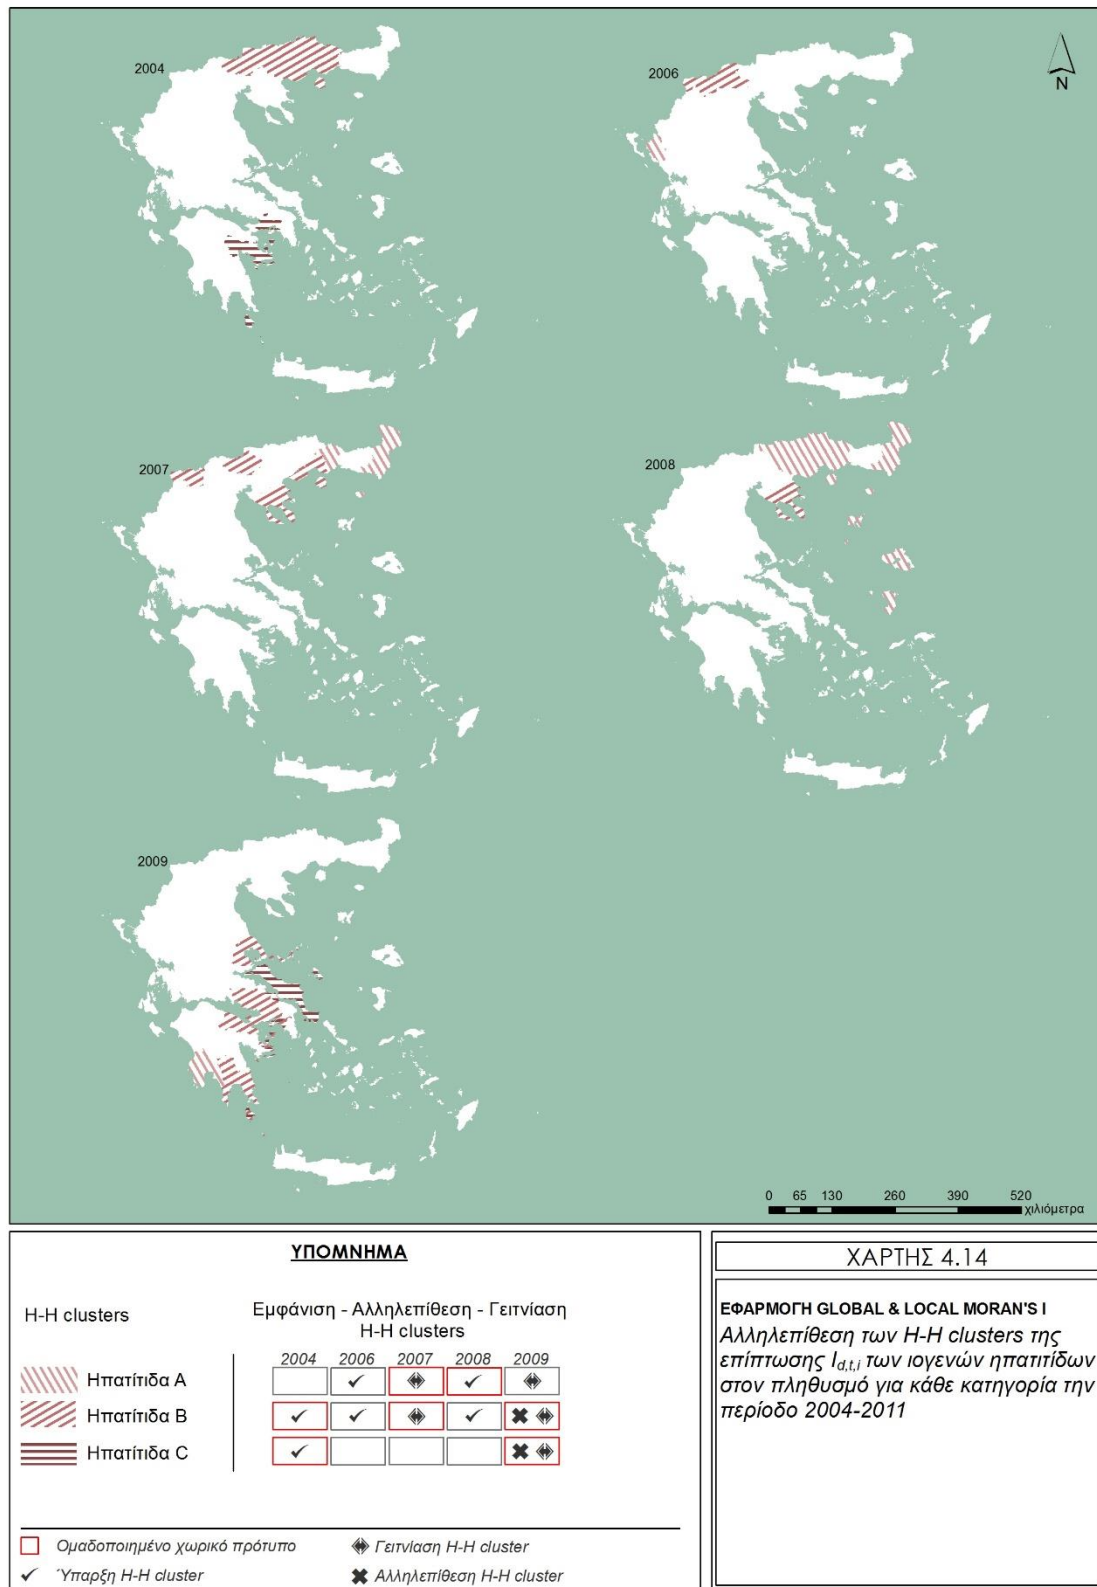 2004
2006
N
2007
2008
2009
0 65 130 260 390 520
χιλιόμετρα
ΥΠΟΜΝΗΜΑ
H-H clusters
Εμφάνιση - Αλληλεπίθεση - Γειτνίαση
H-H clusters
2004 2006 2007 2008 2009
Ηπατίτιδα Α
Ηπατίτιδα Β
Ηπατίτιδα C
Ομαδοποιημένο χωρικό πρότυπο
Γειτνίαση H-H cluster
Ύπαρξη H-H cluster
Αλληλεπίθεση H-H cluster
ΧΑΡΤΗΣ 4.14
ΕΦΑΡΜΟΓΗ GLOBAL & LOCAL MORAN'S I
Αλληλεπίθεση των H-H clusters της
επίπτωσης Id,t,i των ιογενών ηπατιτίδων
στον πληθυσμό για κάθε κατηγορία την
περίοδο 2004-2011